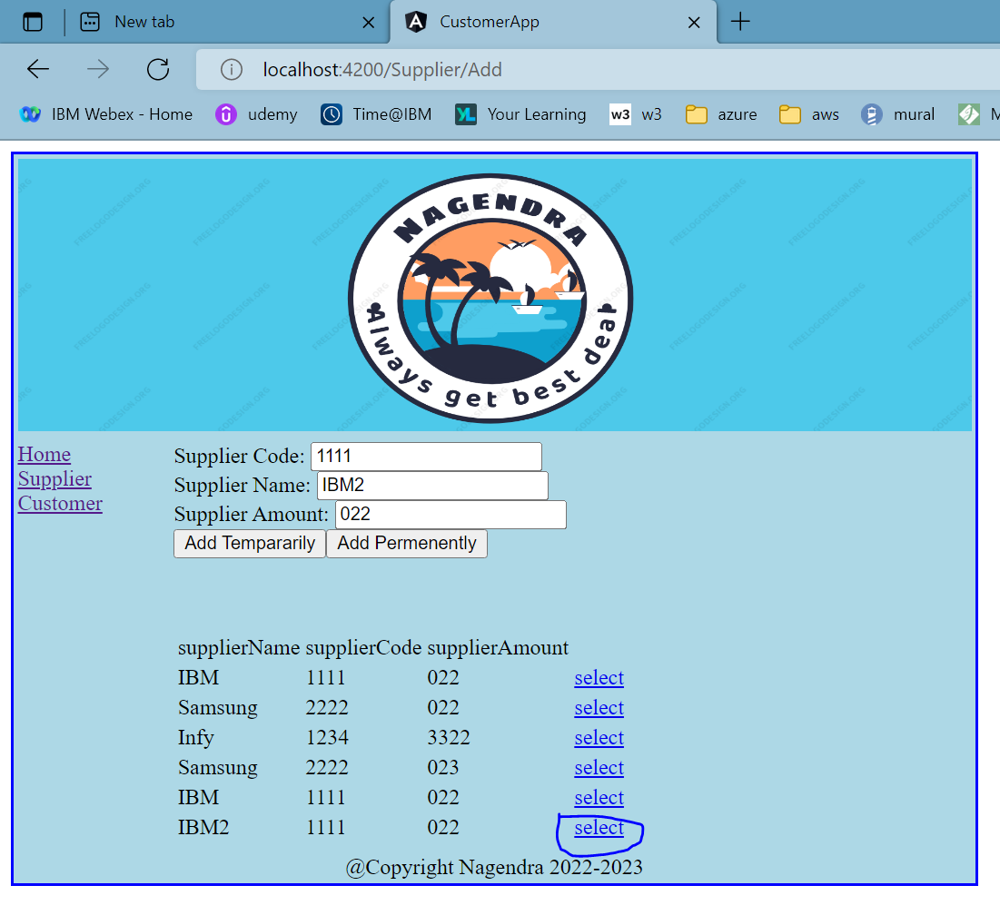 New tab
CustomerApp
localhost:4200/Supplier/Add
IBM Webex - Home
udemy
Time@IBM
YL Your Learning
w3 w3
azure
aws
mural
M
NAGENDRA
Always get best deal
FREELOGODESIGN.ORG
Home
Supplier
Customer
Supplier Code: 1111
Supplier Name: IBM2
Supplier Amount: 022
Add Tempararily Add Permenently
supplierName supplierCode supplierAmount
IBM 1111 022 select
Samsung 2222 022 select
Infy 1234 3322 select
Samsung 2222 023 select
IBM 1111 022 select
IBM2 1111 022 select
@Copyright Nagendra 2022-2023